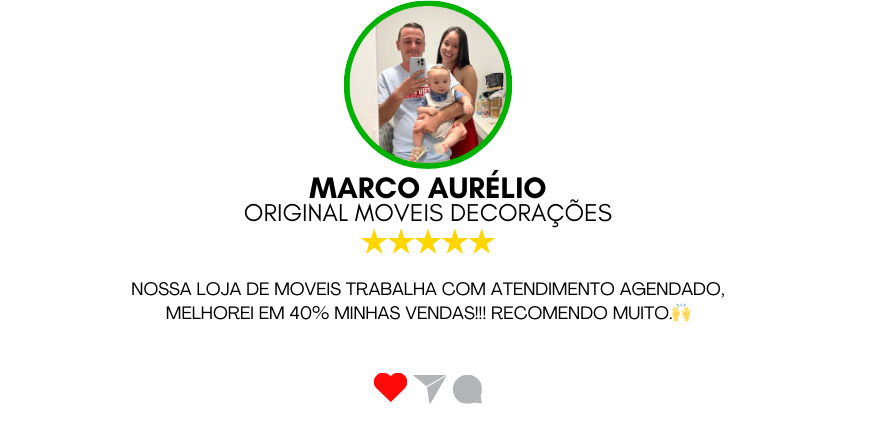 MARCO AURÉLIO
ORIGINAL MOVEIS DECORAÇÕES
NOSSA LOJA DE MOVEIS TRABALHA COM ATENDIMENTO AGENDADO,
MELHOREI EM 40% MINHAS VENDAS!!! RECOMENDO MUITO.🙌